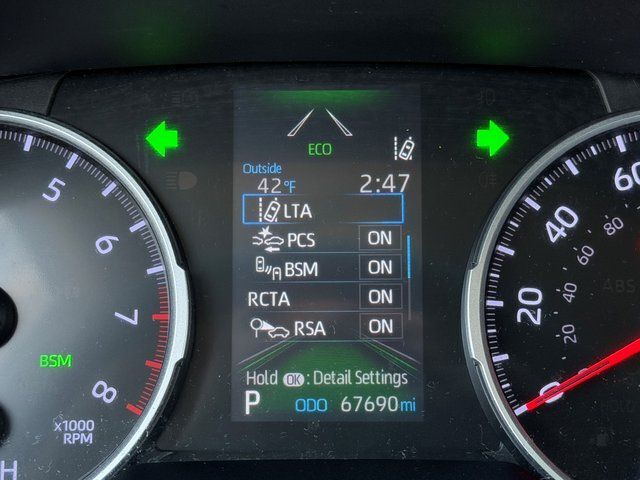 ECO
Outside
42°F 2:47
LTA
PCS ON
BSM ON
RCTA ON
RSA ON
Hold OK : Detail Settings
P ODO 67690 mi
5
6
7
8
BSM
x1000
RPM
H
60
40
20
0
80
60
40
20
ABS